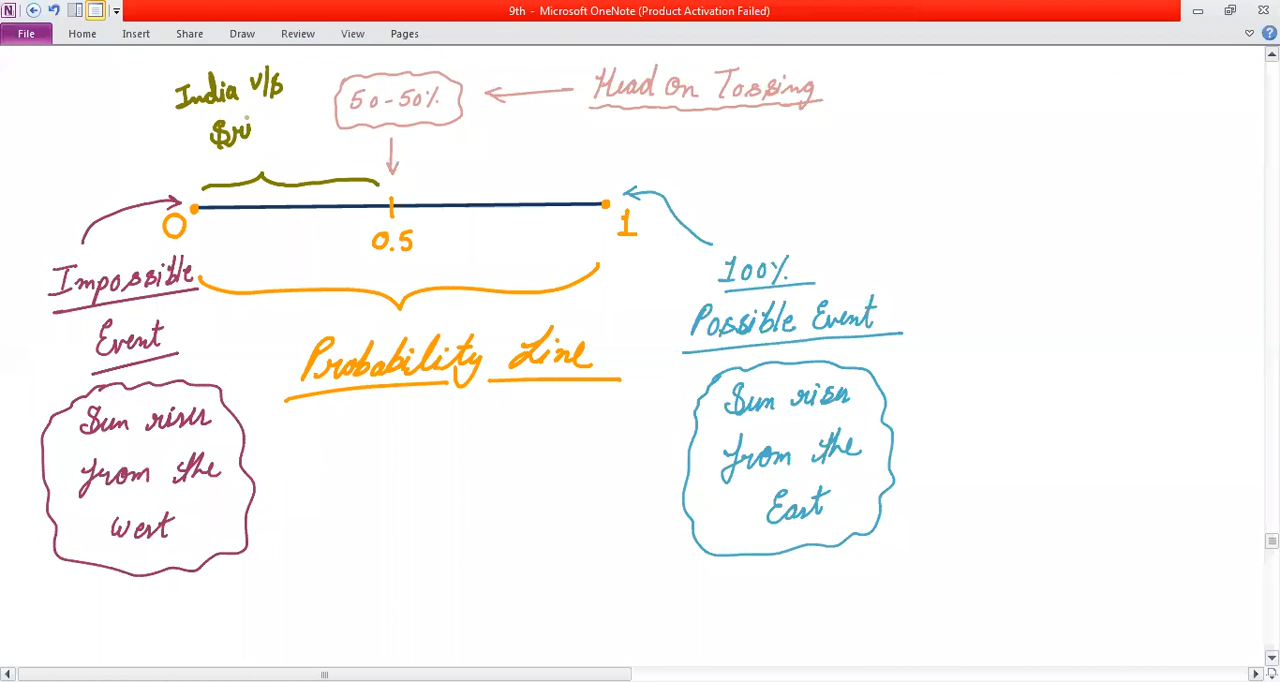 9th - Microsoft OneNote (Product Activation Failed)
File Home Insert Share Draw Review View Pages
India v/s
Sri
50-50%
Head On Tossing
0
0.5
1
Impossible
Event
Sun rises
from the
west
Probability Line
100%
Possible Event
Sun rises
from the
East